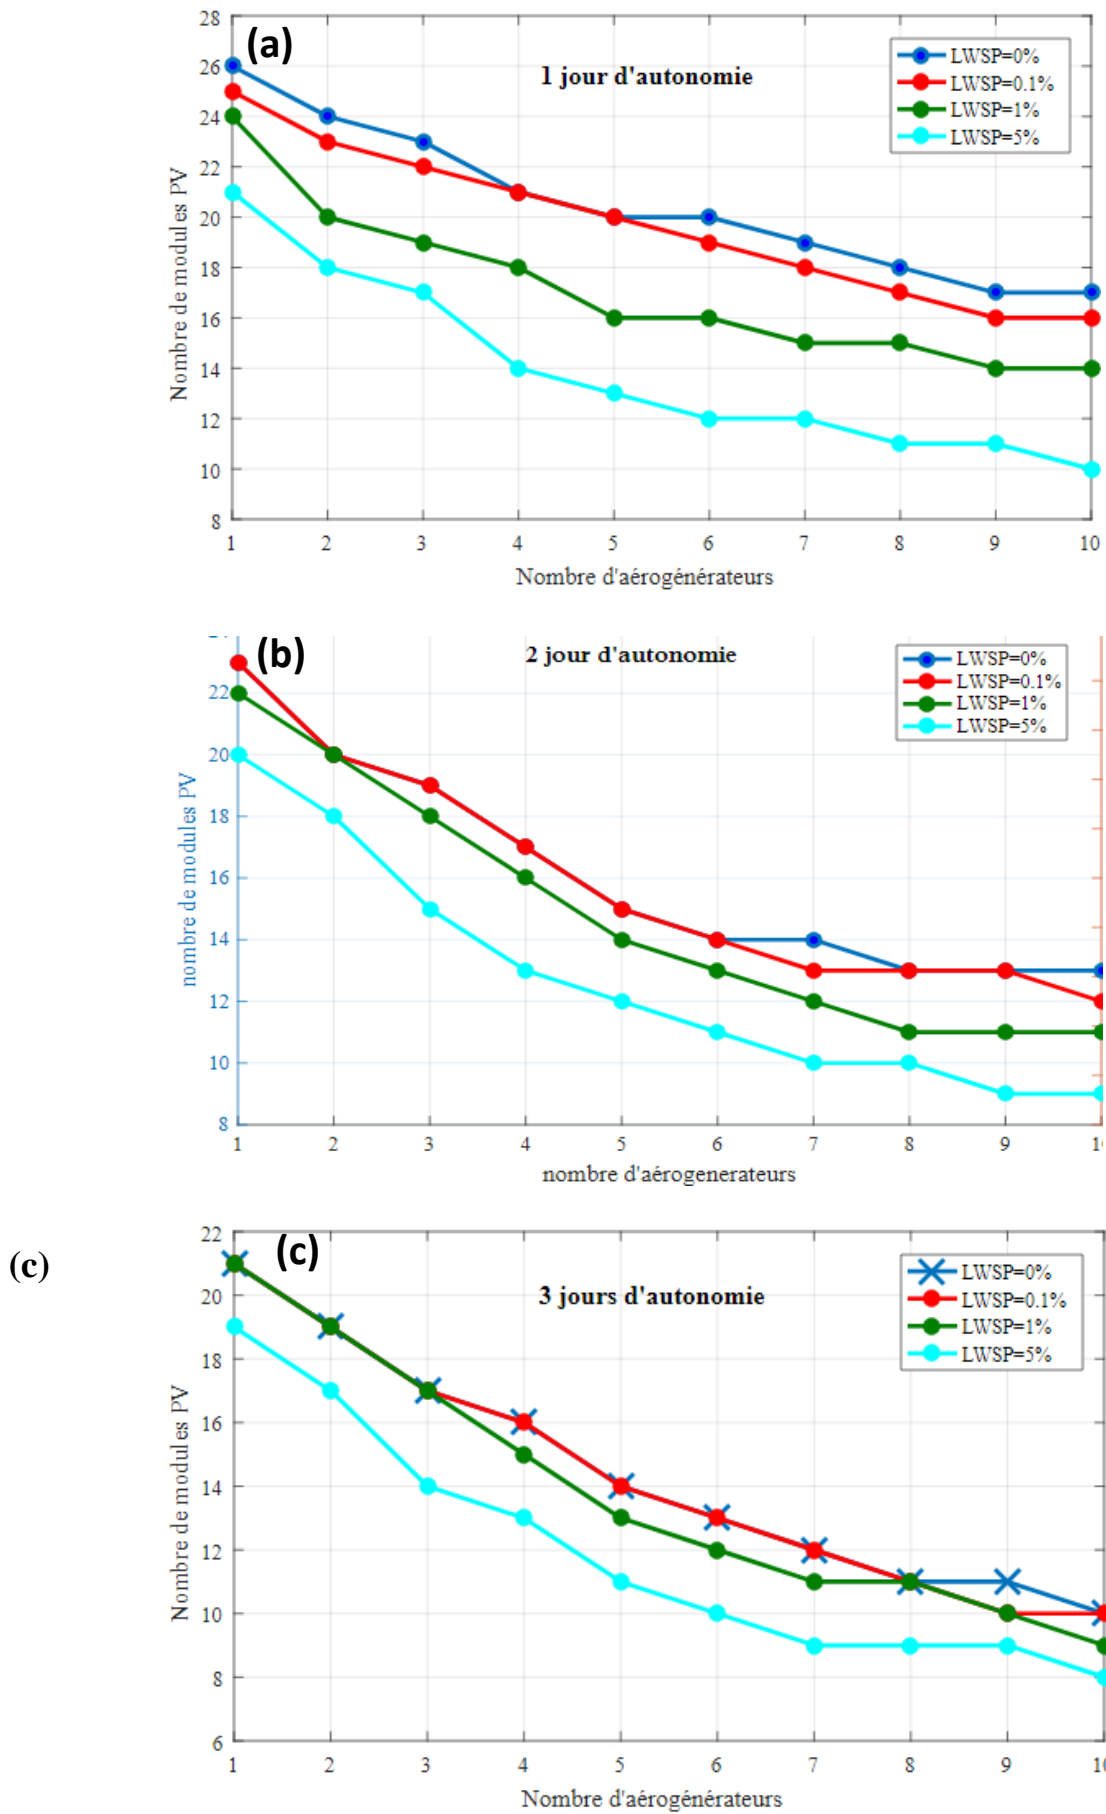 (a)
1 jour d'autonomie
LWSP=0%
LWSP=0.1%
LWSP=1%
LWSP=5%
28
26
24
22
20
18
16
14
12
10
8
Nombre de modules PV
1 2 3 4 5 6 7 8 9 10
Nombre d'aérogénérateurs
(b)
2 jour d'autonomie
LWSP=0%
LWSP=0.1%
LWSP=1%
LWSP=5%
22
20
18
16
14
12
10
8
nombre de modules PV
1 2 3 4 5 6 7 8 9
nombre d'aérogenerateurs
(c)
(c)
3 jours d'autonomie
LWSP=0%
LWSP=0.1%
LWSP=1%
LWSP=5%
22
20
18
16
14
12
10
8
6
Nombre de modules PV
1 2 3 4 5 6 7 8 9 10
Nombre d'aérogénérateurs